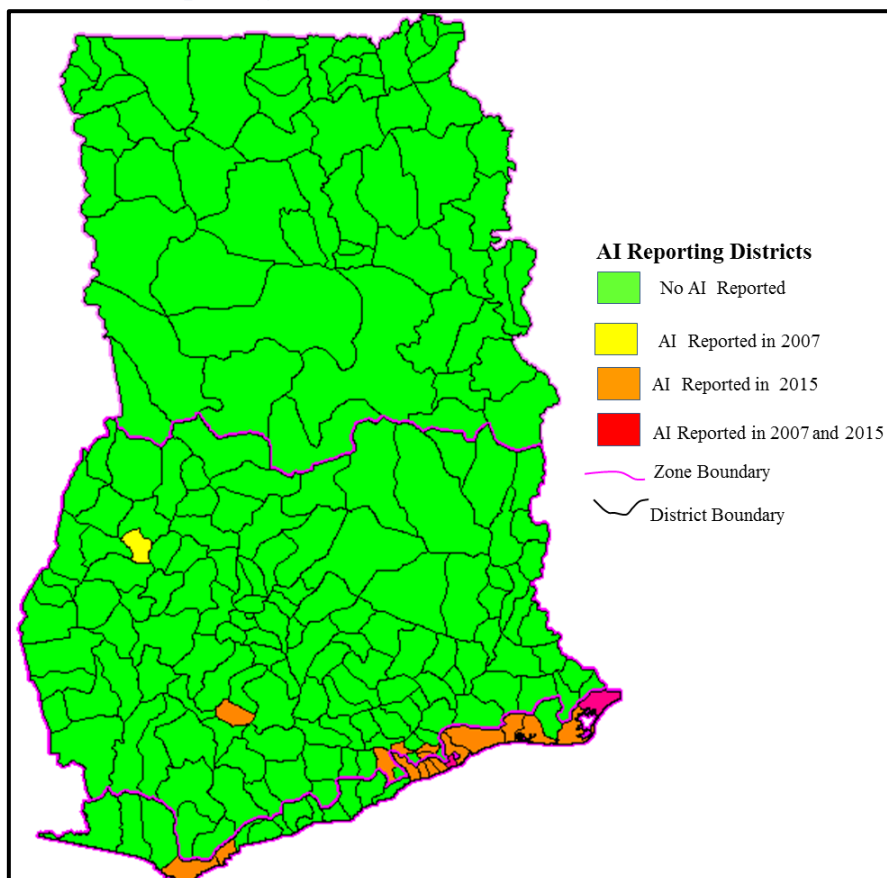 AI Reporting Districts
No AI Reported
AI Reported in 2007
AI Reported in 2015
AI Reported in 2007 and 2015
Zone Boundary
District Boundary